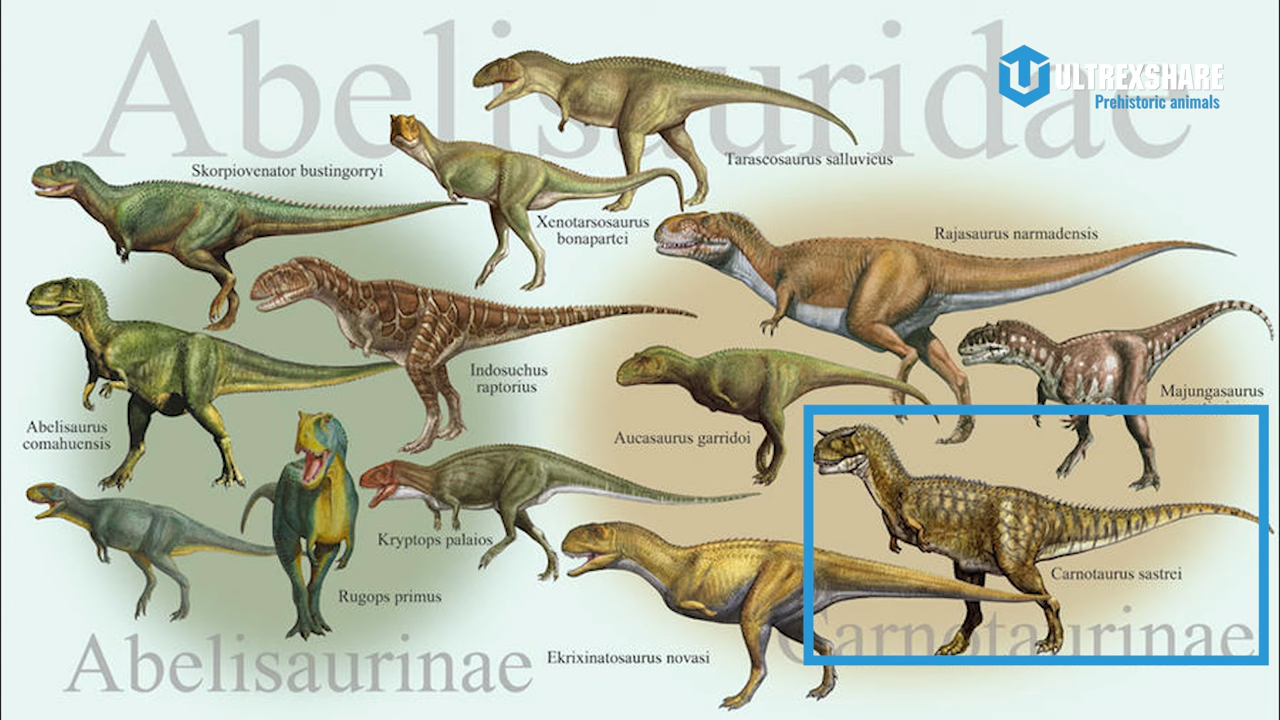 Abelisauridae
ULTREXSHARE
Prehistoric animals
Tarascosaurus salluvicus
Skorpiovenator bustingorryi
Xenotarsosaurus
bonapartei
Rajasaurus narmadensis
Indosuchus
raptorius
Majungasaurus
Abelisaurus
comahuensis
Aucasaurus garridoi
Kryptops palaios
Carnotaurus sastrei
Rugops primus
Carnotaurinae
Ekrixinatosaurus novasi
Abelisaurinae